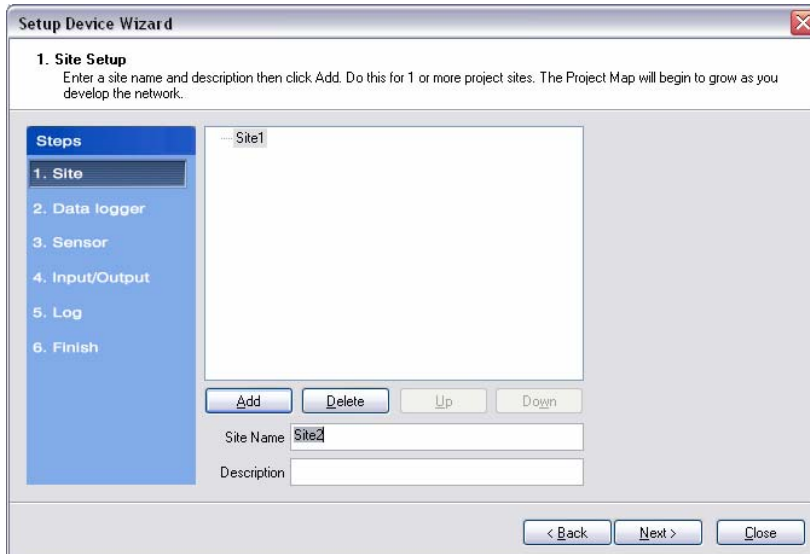 Setup Device Wizard
1. Site Setup
Enter a site name and description then click Add. Do this for 1 or more project sites. The Project Map will begin to grow as you
develop the network.
Steps
1. Site
2. Data logger
3. Sensor
4. Input/Output
5. Log
6. Finish
Site1
Add Delete Up Down
Site Name Site2
Description
< Back Next > Close